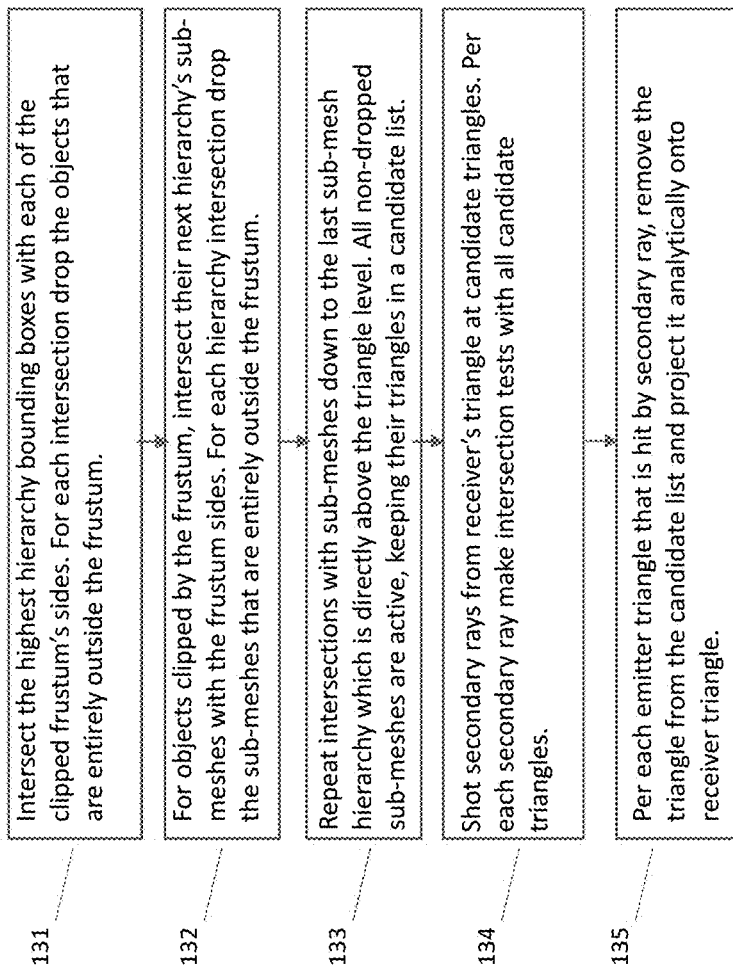 131
Intersect the highest hierarchy bounding boxes with each of the
clipped frustum's sides. For each intersection drop the objects that
are entirely outside the frustum.
132
For objects clipped by the frustum, intersect their next hierarchy's sub-
meshes with the frustum sides. For each hierarchy intersection drop
the sub-meshes that are entirely outside the frustum.
133
Repeat intersections with sub-meshes down to the last sub-mesh
hierarchy which is directly above the triangle level. All non-dropped
sub-meshes are active, keeping their triangles in a candidate list.
134
Shot secondary rays from receiver's triangle at candidate triangles. Per
each secondary ray make intersection tests with all candidate
triangles.
135
Per each emitter triangle that is hit by secondary ray, remove the
triangle from the candidate list and project it analytically onto
receiver triangle.